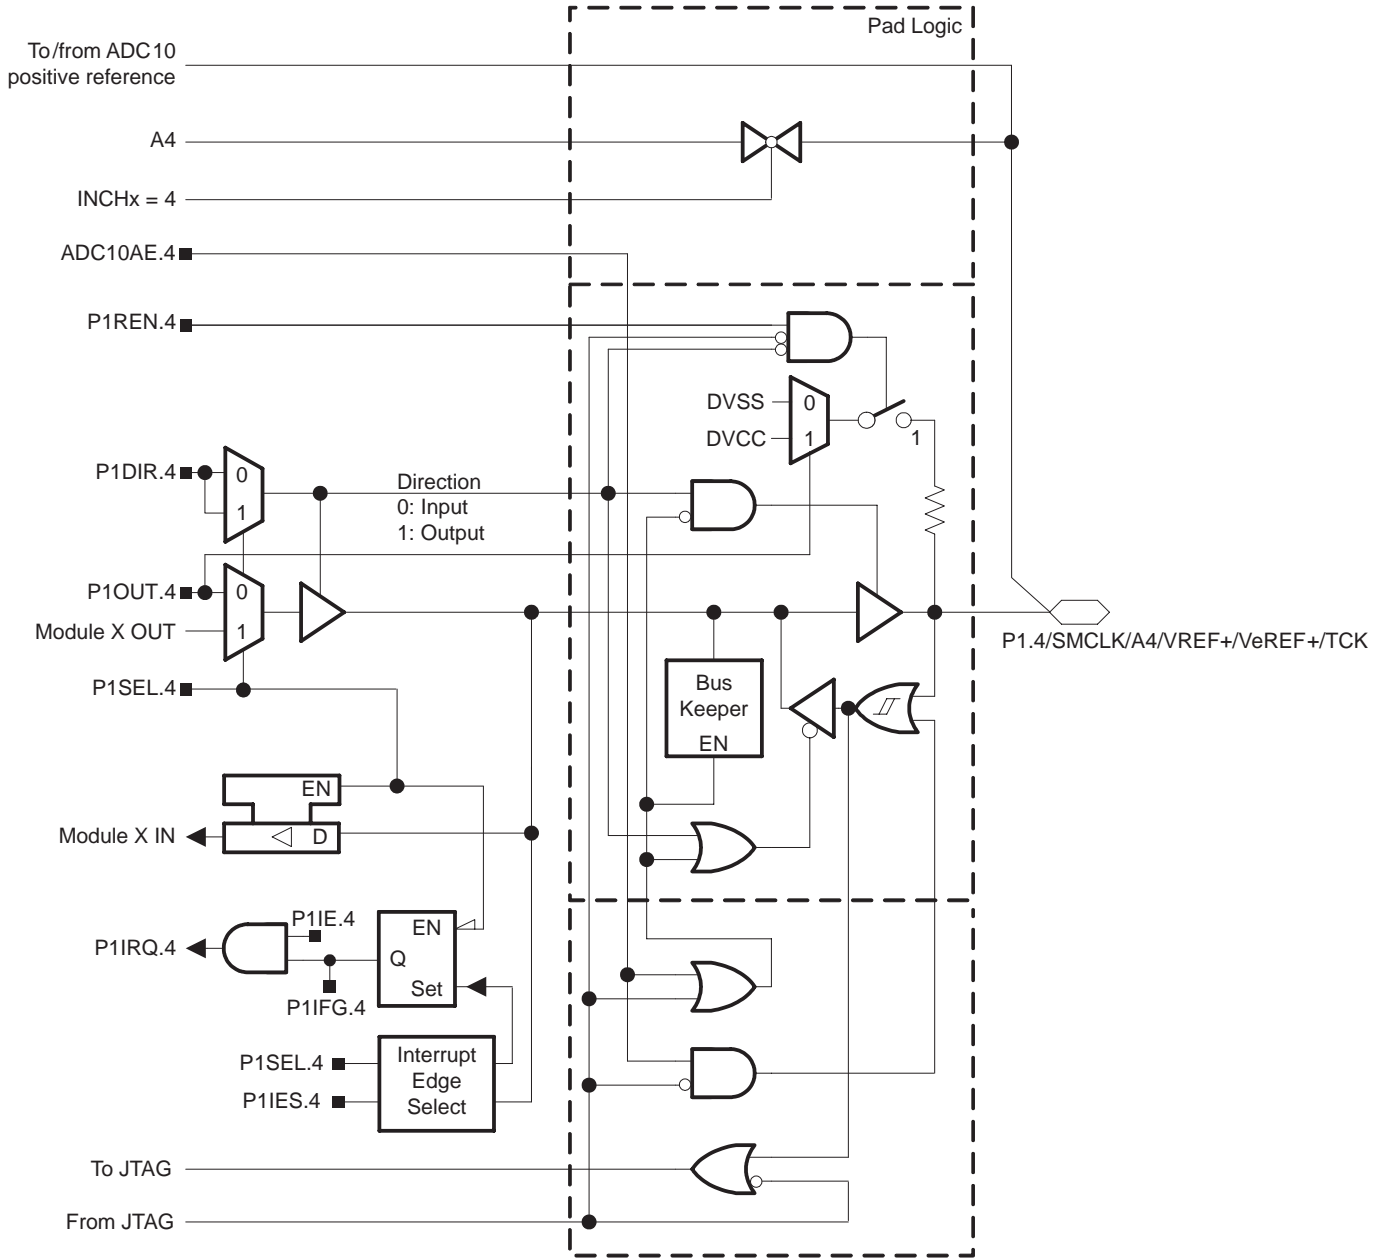 Pad Logic
To/from ADC10
positive reference
A4
INCHx = 4
ADC10AE.4
P1REN.4
DVSS
0
DVCC
1
1
P1DIR.4
0
1
Direction
0: Input
1: Output
P1OUT.4
0
Module X OUT
1
P1.4/SMCLK/A4/VREF+/VeREF+/TCK
P1SEL.4
Bus
Keeper
EN
EN
Module X IN
D
P1IE.4
EN
P1IRQ.4
Q
Set
P1IFG.4
P1SEL.4
Interrupt
Edge
Select
P1IES.4
To JTAG
From JTAG